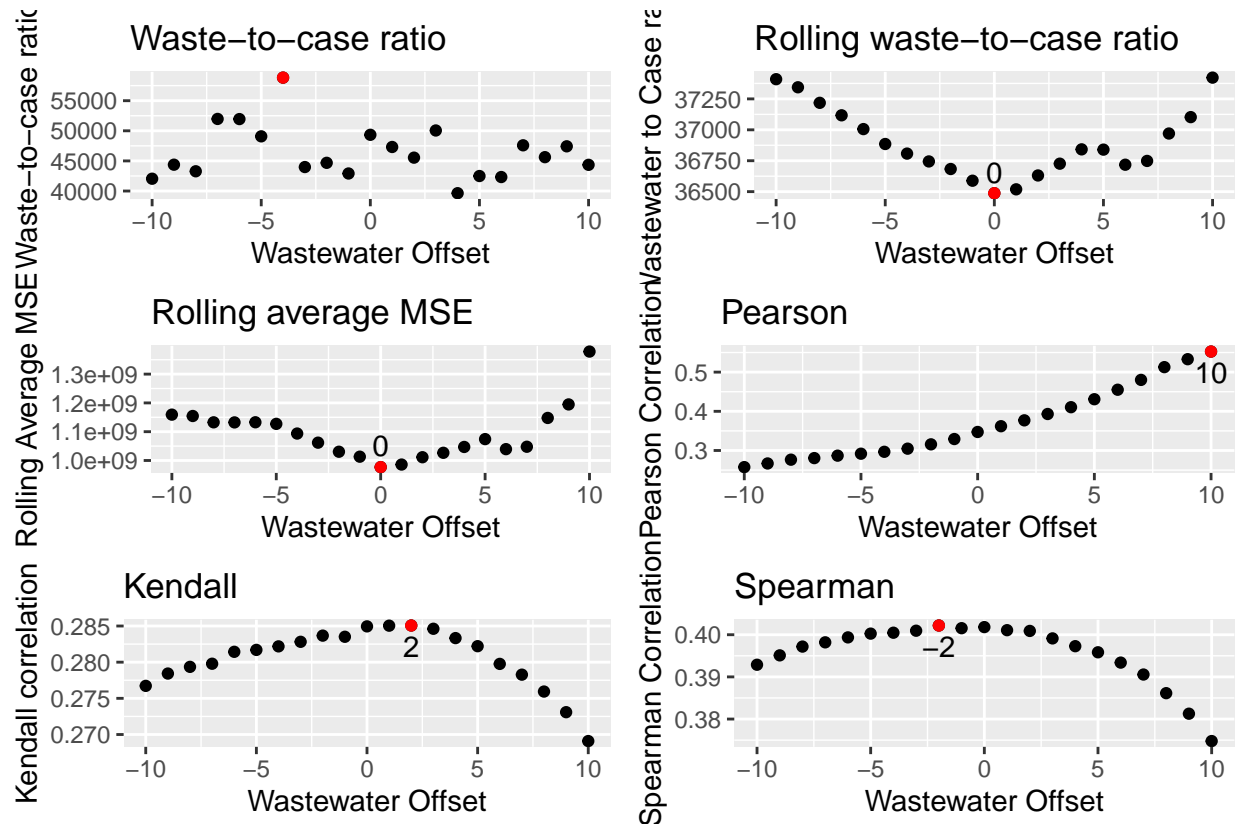 Waste−to−case ratio
Waste−to−case ratio
55000
50000
45000
40000
−10 −5 0 5 10
Wastewater Offset
Rolling waste−to−case ratio
Wastewater to Case
37250
37000
36750
36500
0
−10 −5 0 5 10
Wastewater Offset
Rolling average MSE
Rolling Average MSE
1.3e+09
1.2e+09
1.1e+09
1.0e+09
0
−10 −5 0 5 10
Wastewater Offset
Pearson
Pearson Correlation
0.5
0.4
0.3
10
−10 −5 0 5 10
Wastewater Offset
Kendall
Kendall correlation
0.285
0.280
0.275
0.270
2
−10 −5 0 5 10
Wastewater Offset
Spearman
Spearman Correlation
0.40
0.39
0.38
−2
−10 −5 0 5 10
Wastewater Offset